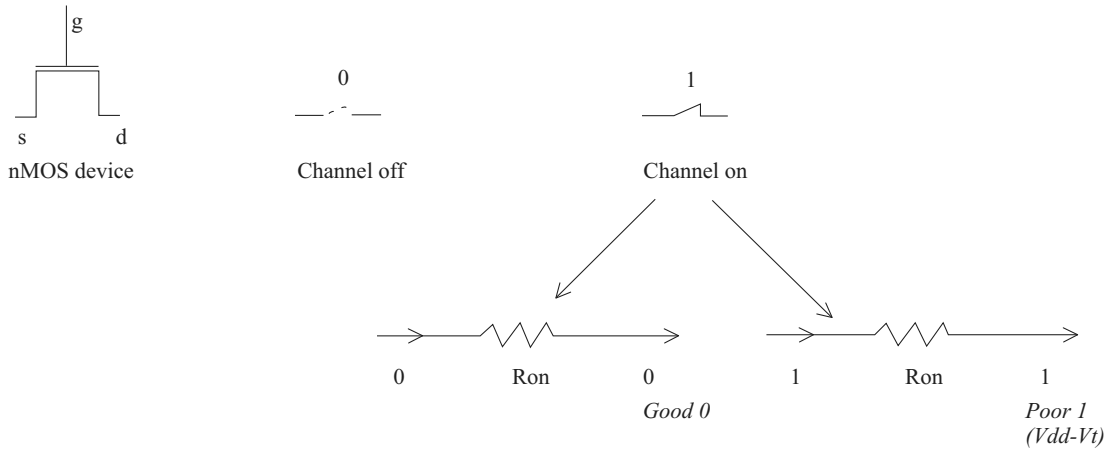 g
s
d
nMOS device
0
Channel off
1
Channel on
0
Ron
0
Good 0
1
Ron
1
Poor 1
(Vdd-Vt)